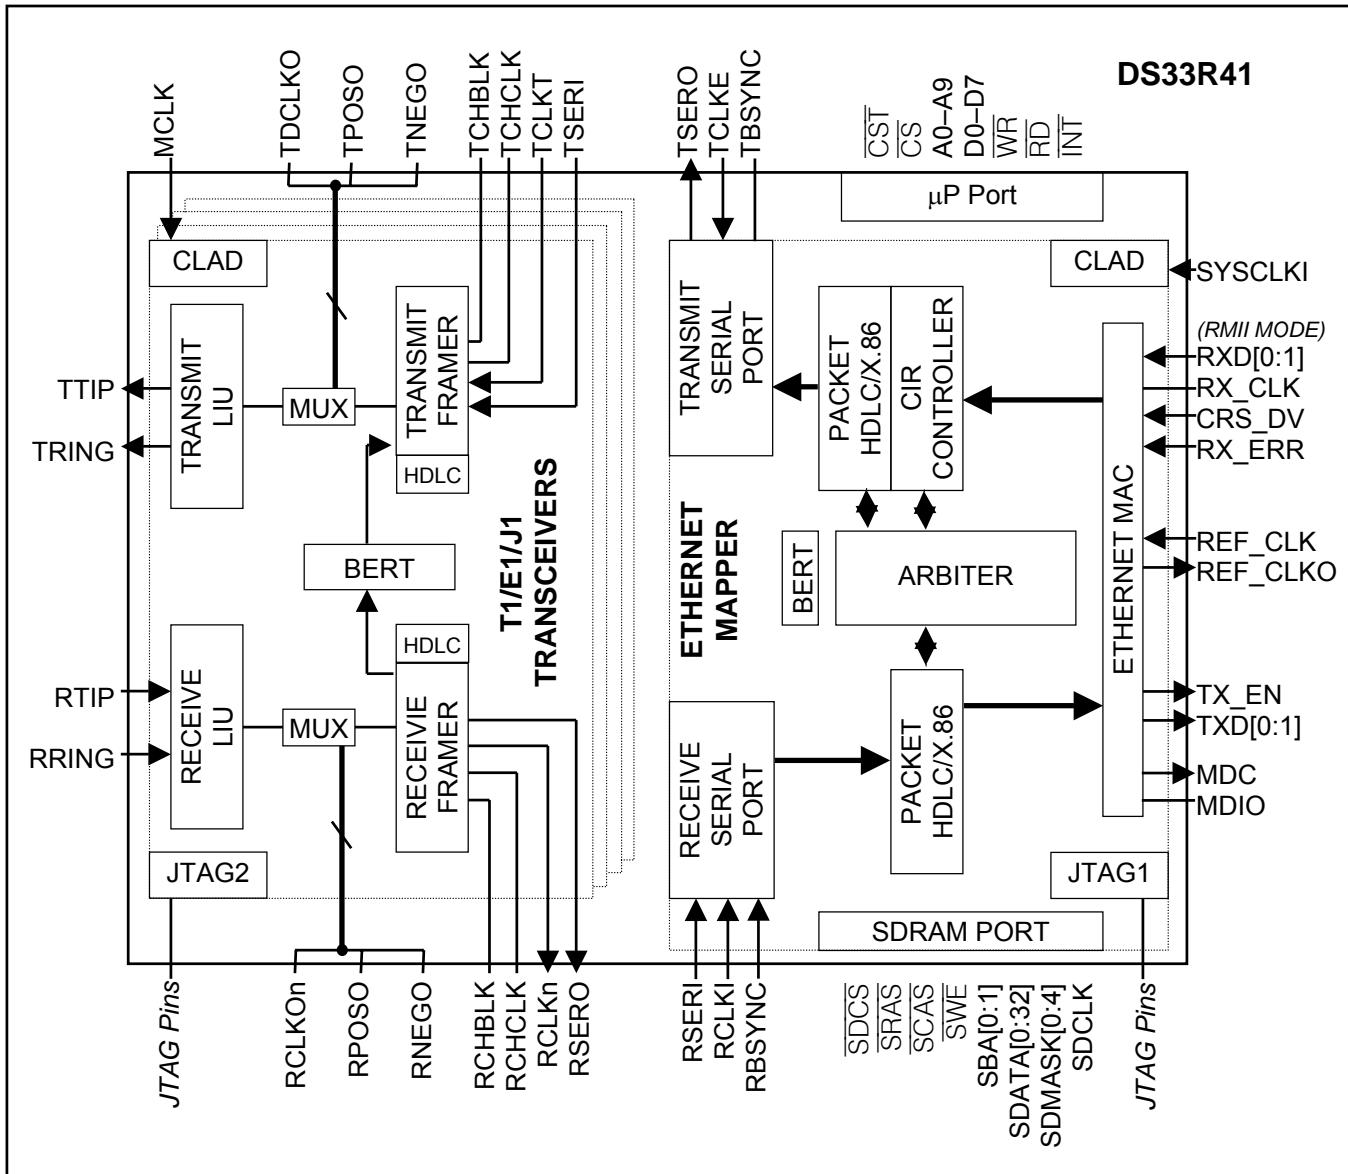 DS33R41
MCLK
TDCLKO
TPOSO
TNEGO
TCHBLK
TCHCLK
TCLKT
TSERI
TSERO
TCLKE
TBSYNC
CST
CS
A0–A9
D0–D7
WR
RD
INT
μP Port
CLAD
CLAD
SYSCLKI
TRANSMIT
LIU
MUX
TRANSMIT
FRAMER
HDLC
TRANSMIT
SERIAL
PORT
PACKET
HDLC/X.86
CIR
CONTROLLER
(RMII MODE)
RXD[0:1]
RX_CLK
CRS_DV
RX_ERR
TTIP
TRING
BERT
T1/E1/J1
TRANSCEIVERS
ETHERNET
MAPPER
BERT
ARBITER
ETHERNET MAC
REF_CLK
REF_CLKO
RTIP
RRING
RECEIVE
LIU
MUX
HDLC
RECEIVIE
FRAMER
RECEIVE
SERIAL
PORT
PACKET
HDLC/X.86
TX_EN
TXD[0:1]
MDC
MDIO
JTAG2
JTAG1
SDRAM PORT
JTAG Pins
RCLKOn
RPOSO
RNEGO
RCHBLK
RCHCLK
RCLKn
RSERO
RSERI
RCLKI
RBSYNC
SDCS
SRAS
SCAS
SWE
SBA[0:1]
SDATA[0:32]
SDMASK[0:4]
SDCLK
JTAG Pins